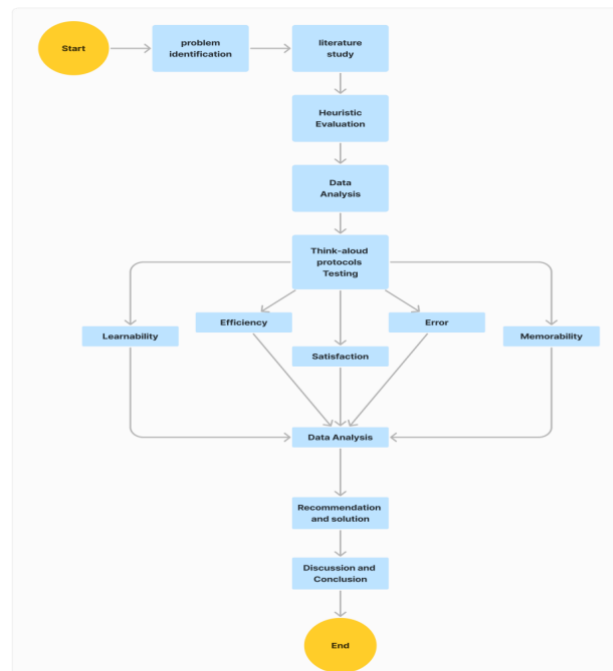 Start
problem
identification
literature
study
Heuristic
Evaluation
Data
Analysis
Think-aloud
protocols
Testing
Learnability
Efficiency
Satisfaction
Error
Memorability
Data Analysis
Recommendation
and solution
Discussion and
Conclusion
End